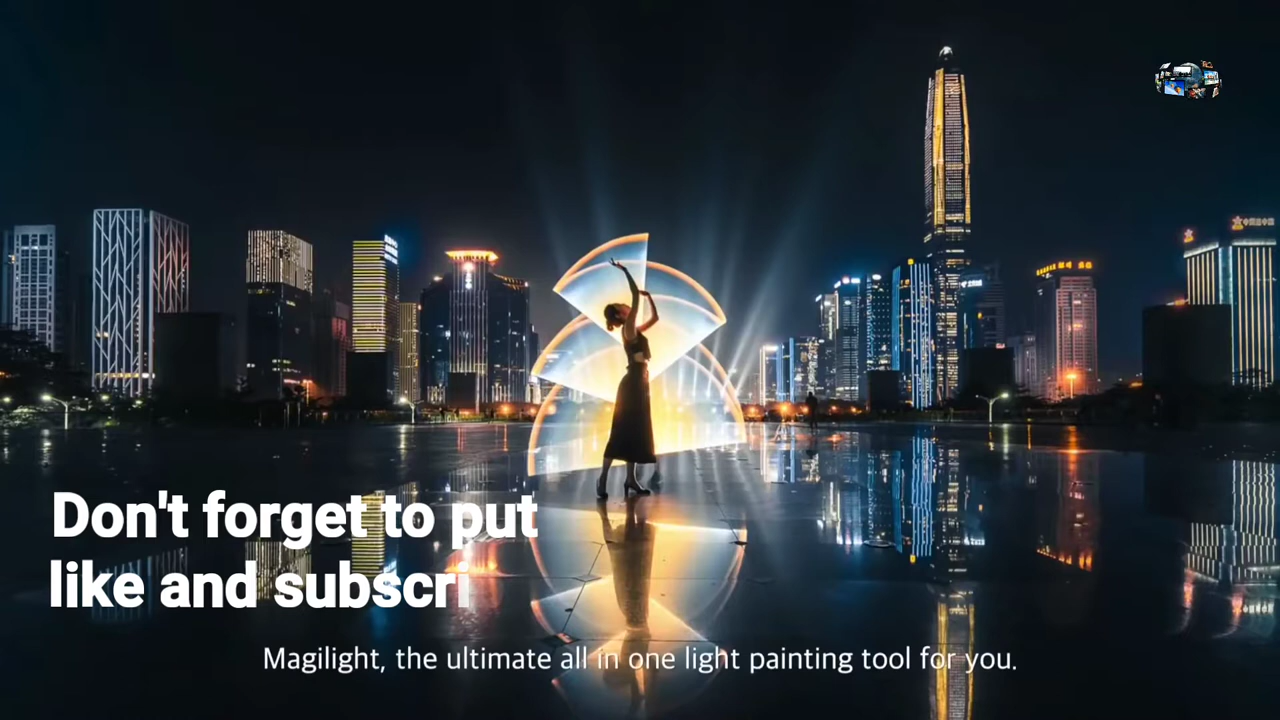 Don't forget to put
like and subscri
Magilight, the ultimate all in one light painting tool for you.